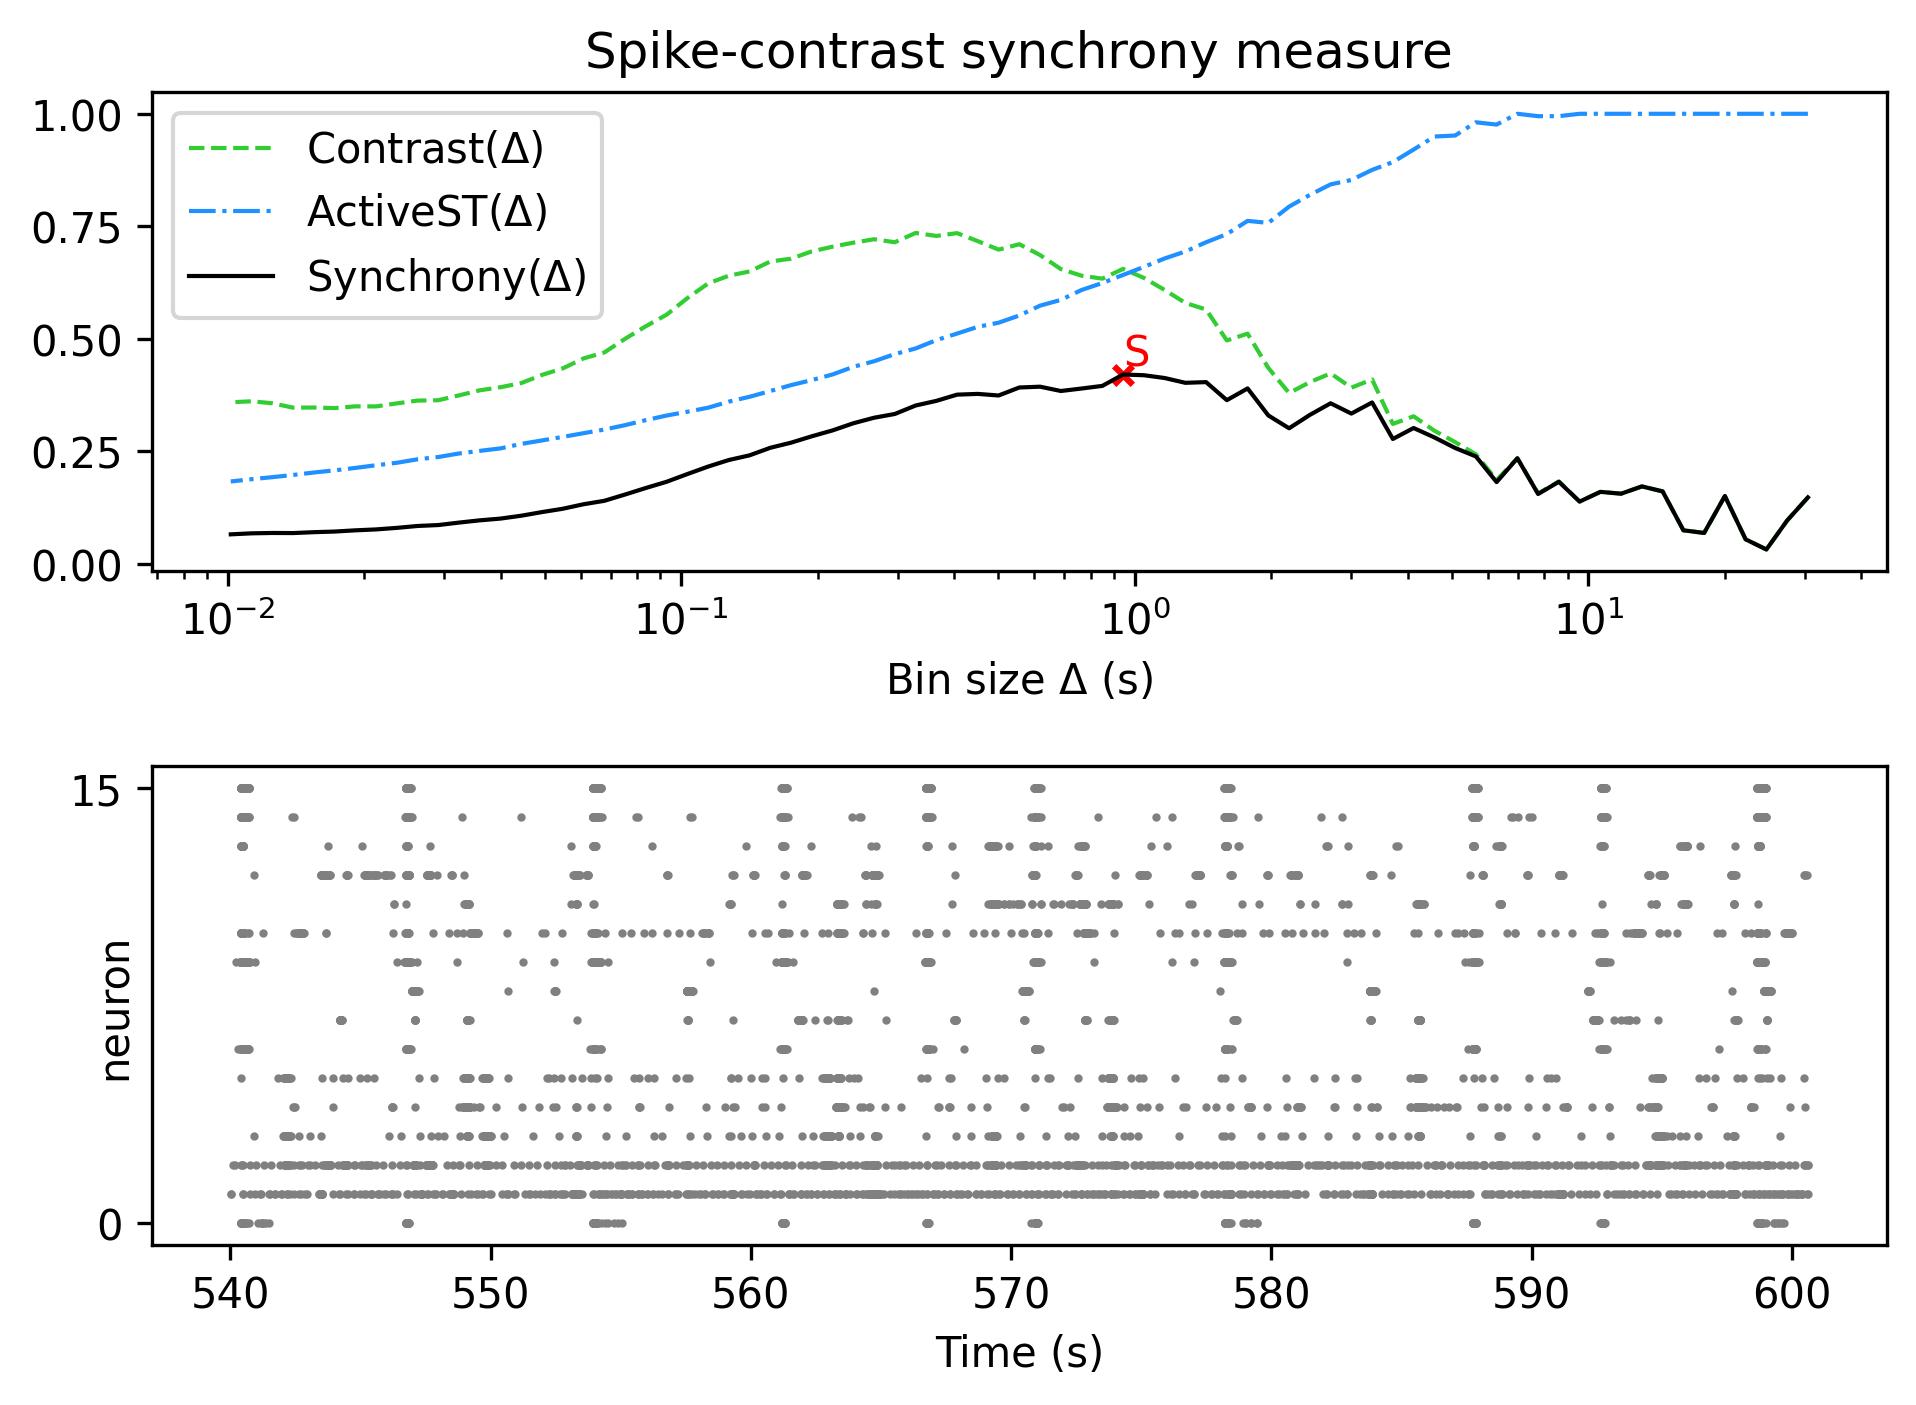 Spike-contrast synchrony measure
1.00
0.75
0.50
0.25
0.00
Contrast(Δ)
ActiveST(Δ)
Synchrony(Δ)
S
10⁻² 10⁻¹ 10⁰ 10¹
Bin size Δ (s)
15
0
neuron
540 550 560 570 580 590 600
Time (s)